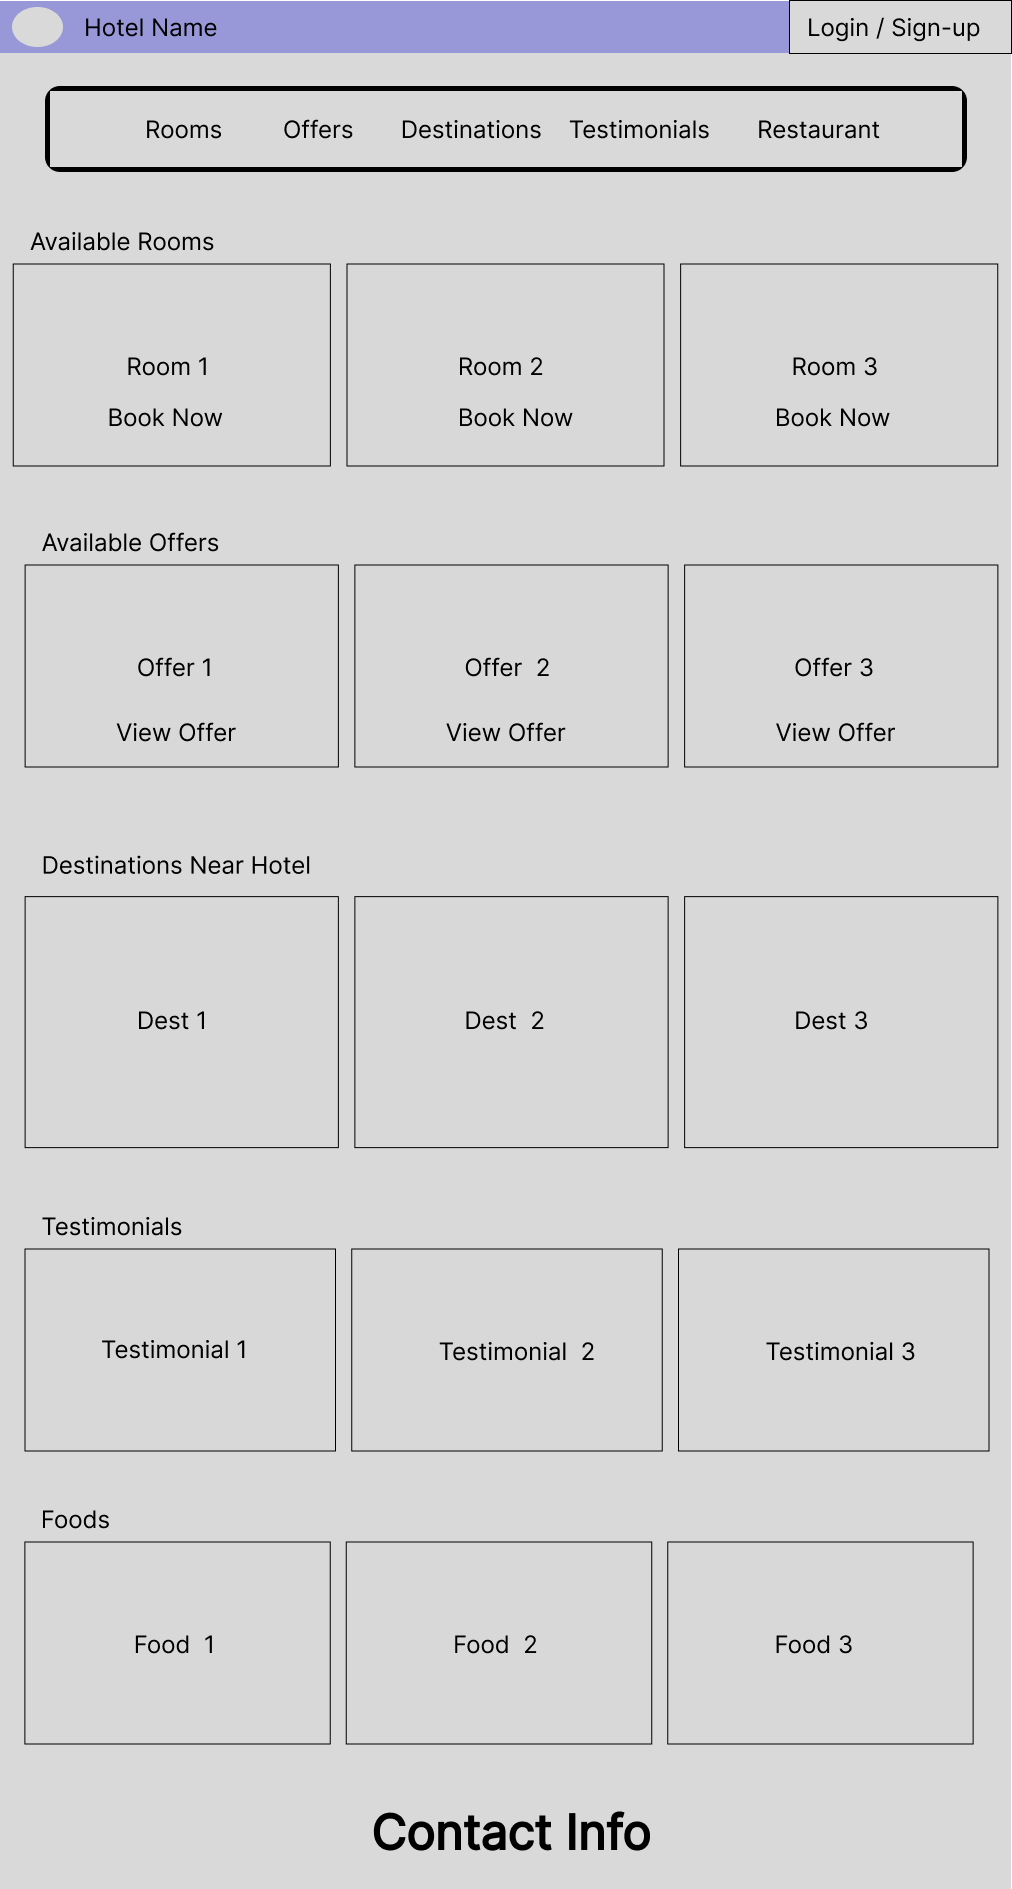 Hotel Name Login / Sign-up
Rooms Offers Destinations Testimonials Restaurant
Available Rooms
Room 1 Room 2 Room 3
Book Now Book Now Book Now
Available Offers
Offer 1 Offer 2 Offer 3
View Offer View Offer View Offer
Destinations Near Hotel
Dest 1 Dest 2 Dest 3
Testimonials
Testimonial 1 Testimonial 2 Testimonial 3
Foods
Food 1 Food 2 Food 3
Contact Info